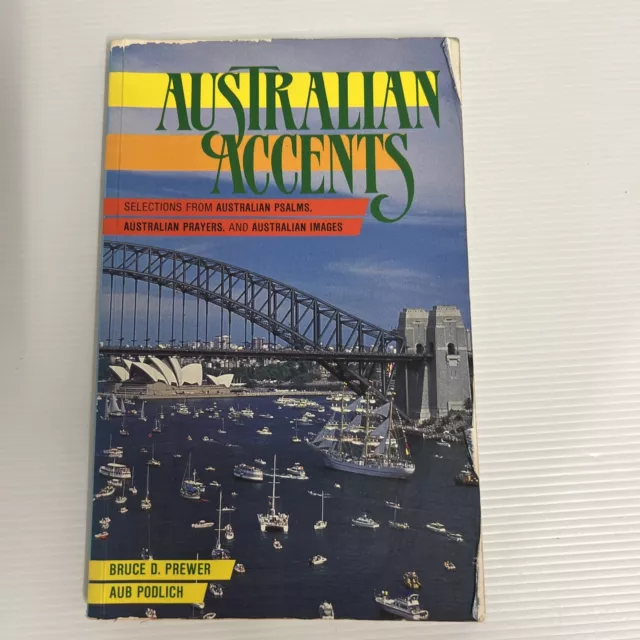 AUSTRALIAN
ACCENTS
SELECTIONS FROM AUSTRALIAN PSALMS,
AUSTRALIAN PRAYERS, AND AUSTRALIAN IMAGES
BRUCE D. PREWER
AUB PODLICH